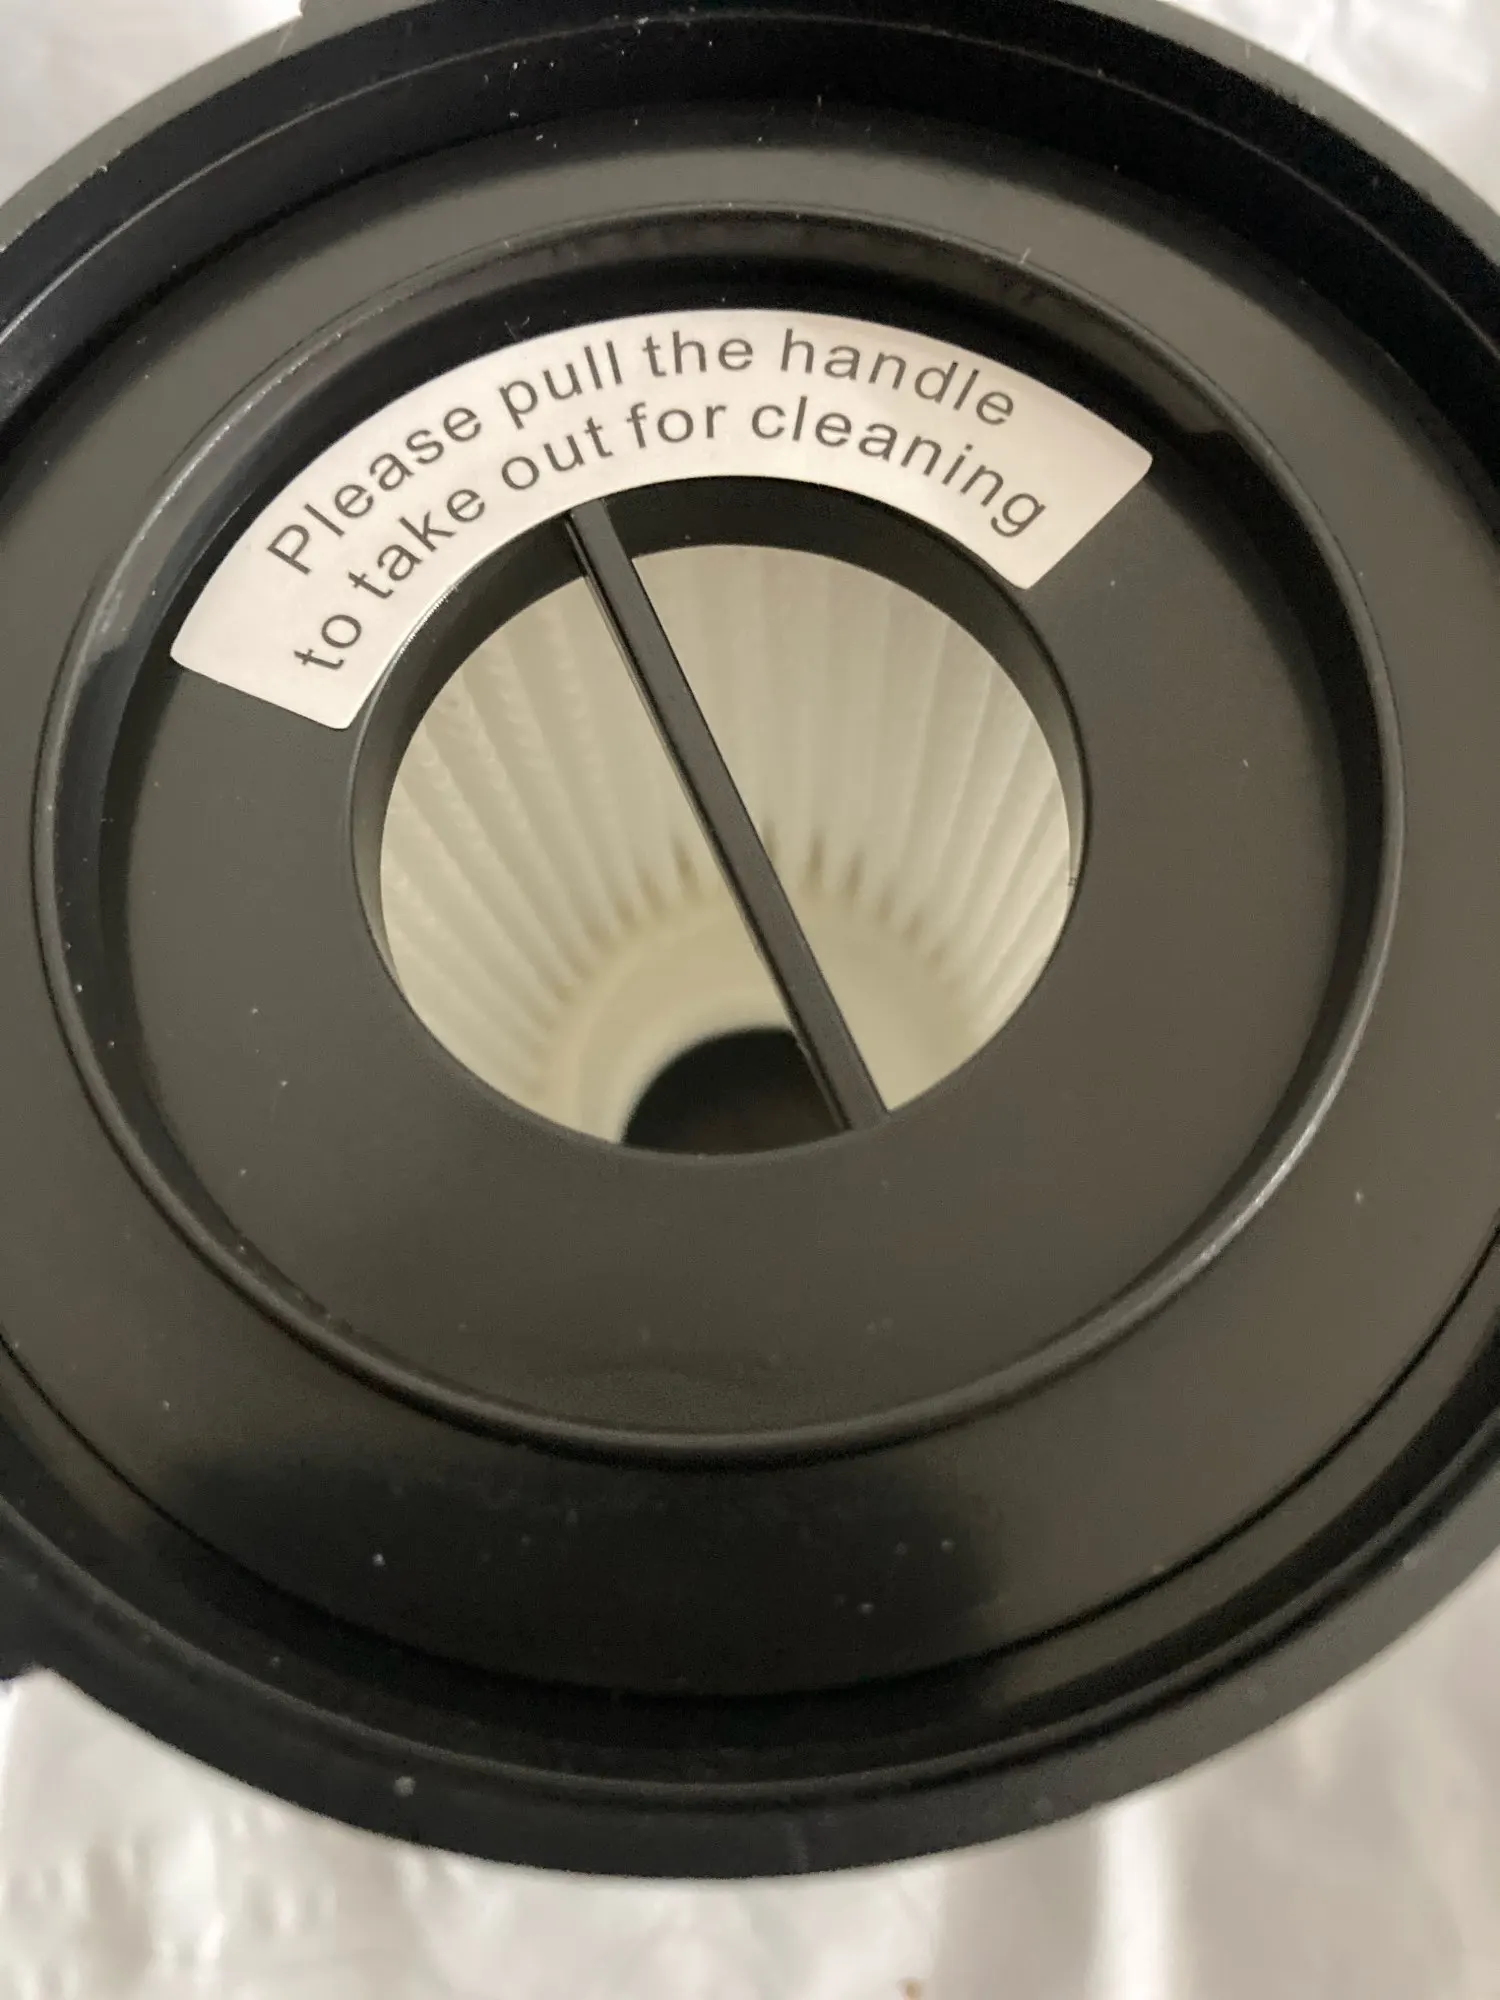 Please pull the handle
to take out for cleaning